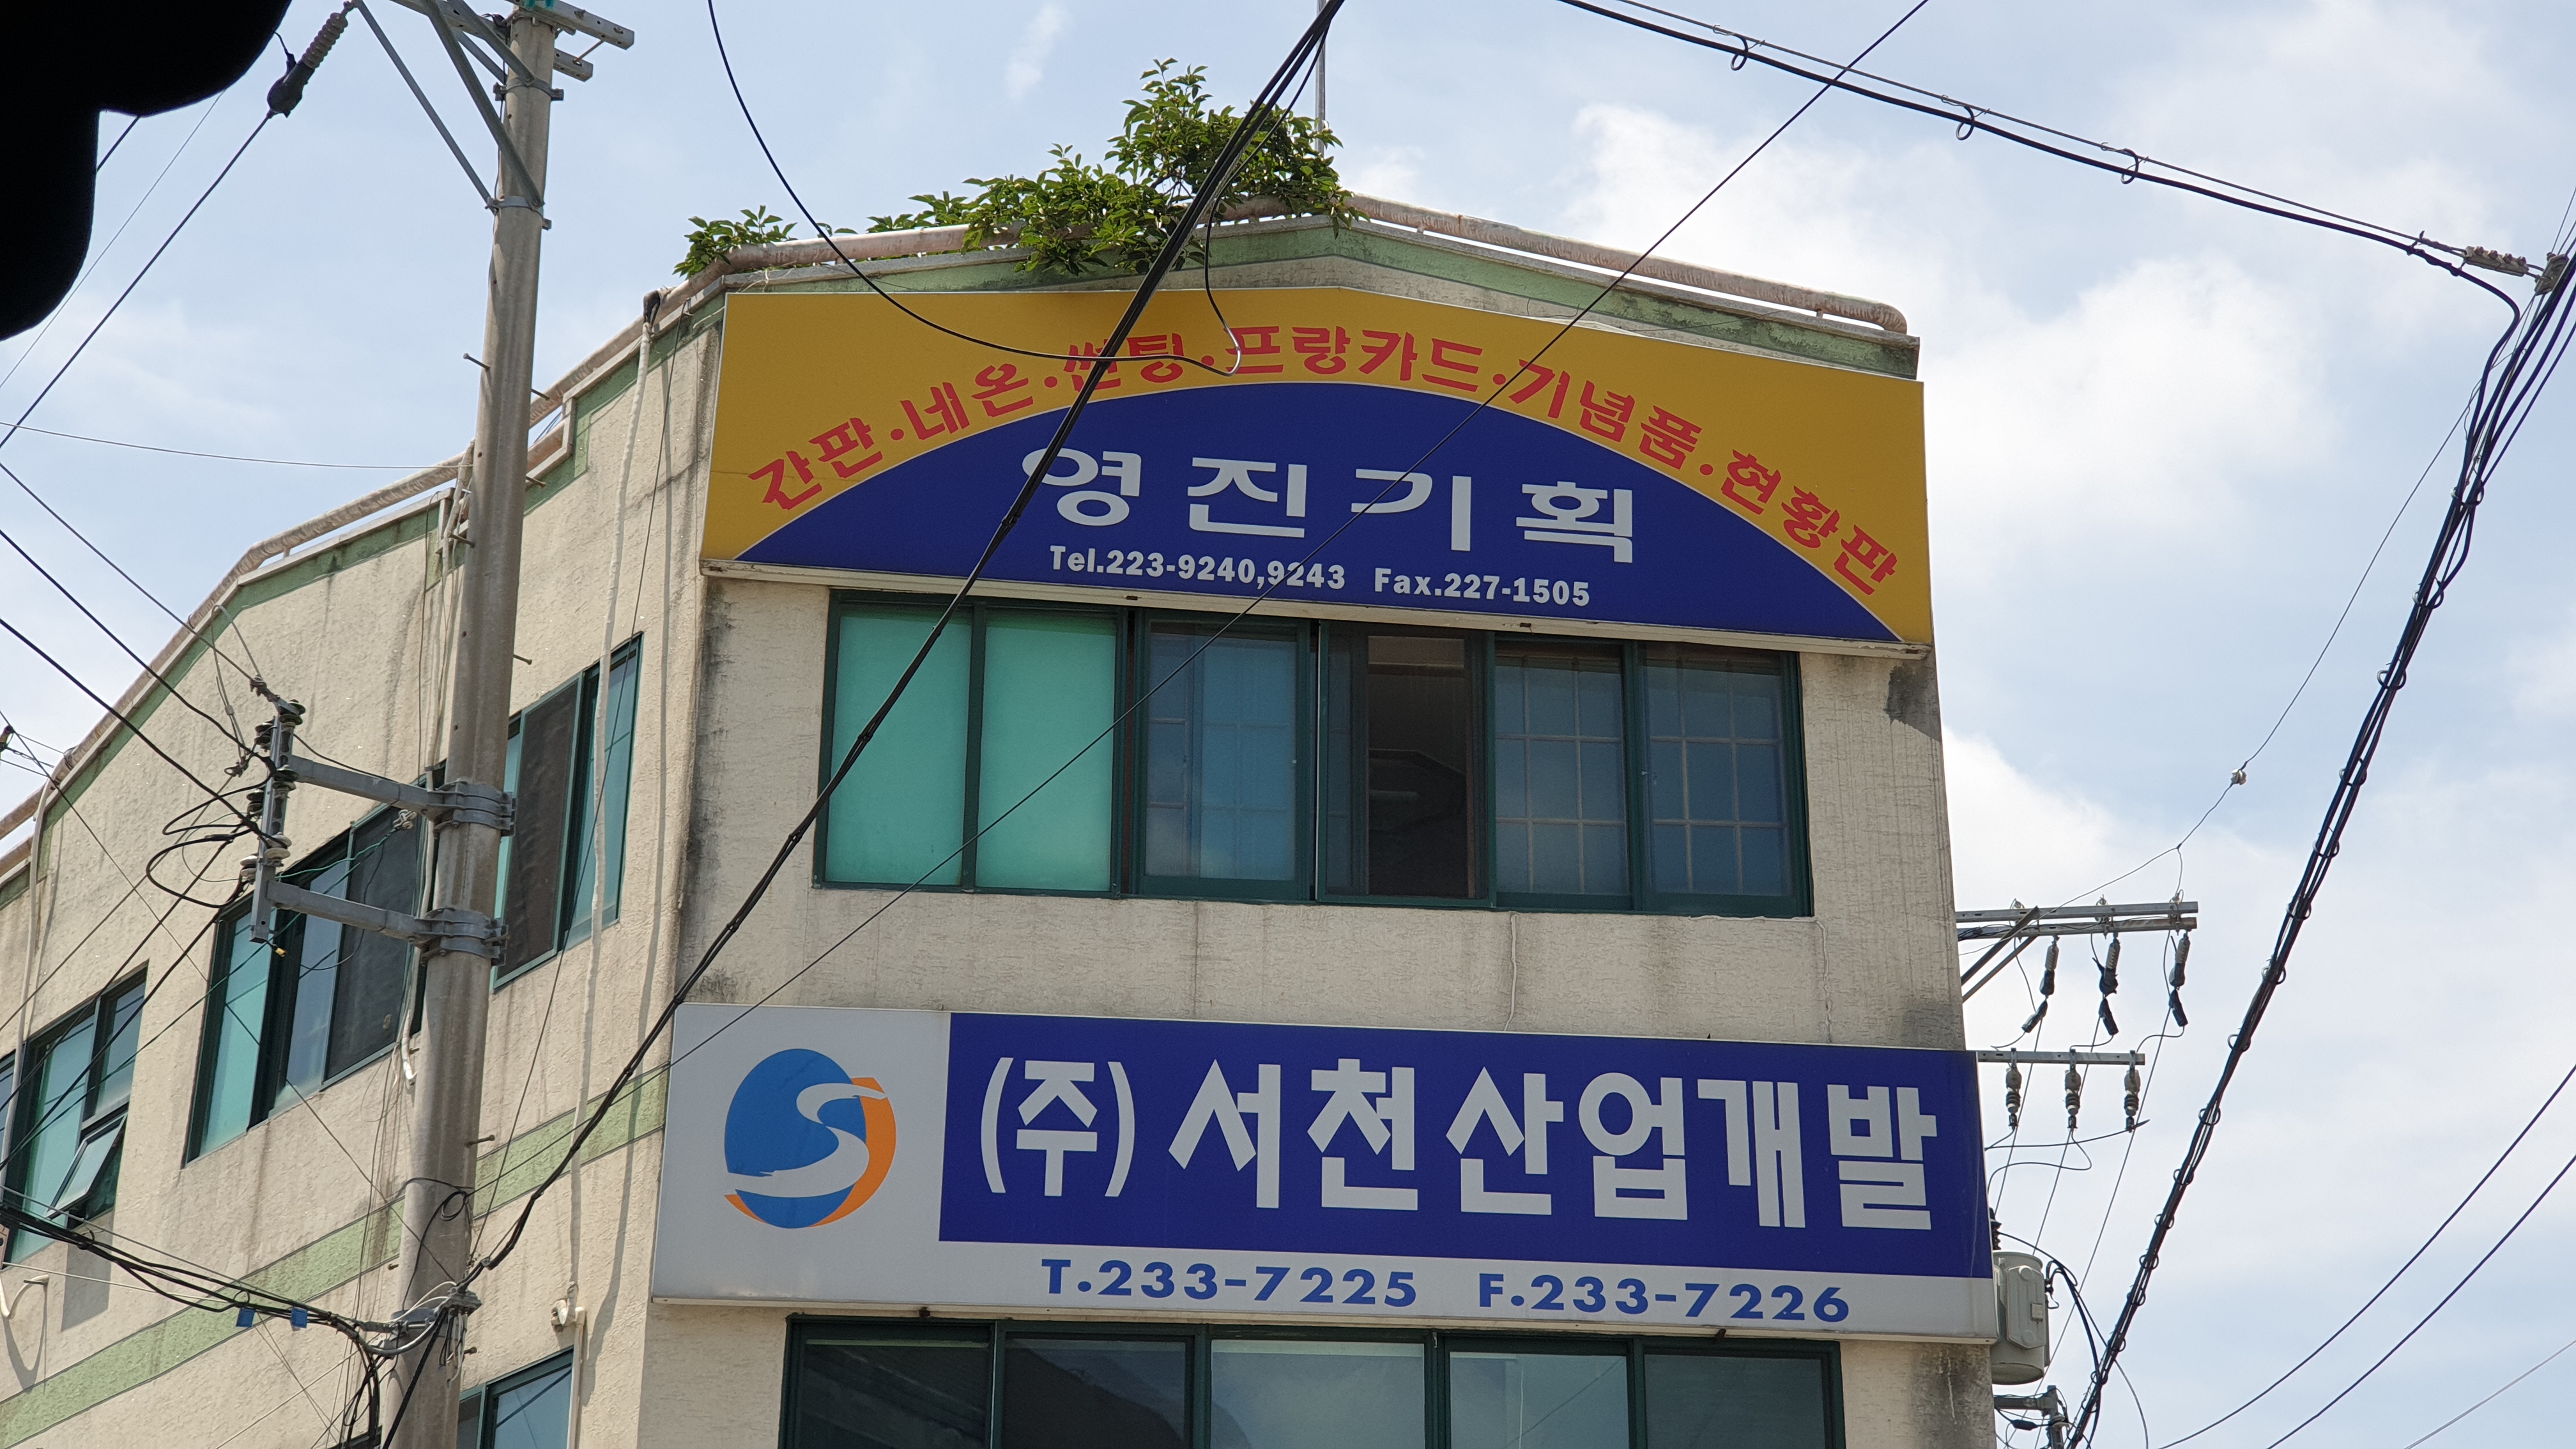 간판·네온·썬팅·프랑카드·기념품·현황판
영진기획
Tel.223-9240,9243 Fax.227-1505
(주)서천산업개발
T.233-7225 F.233-7226